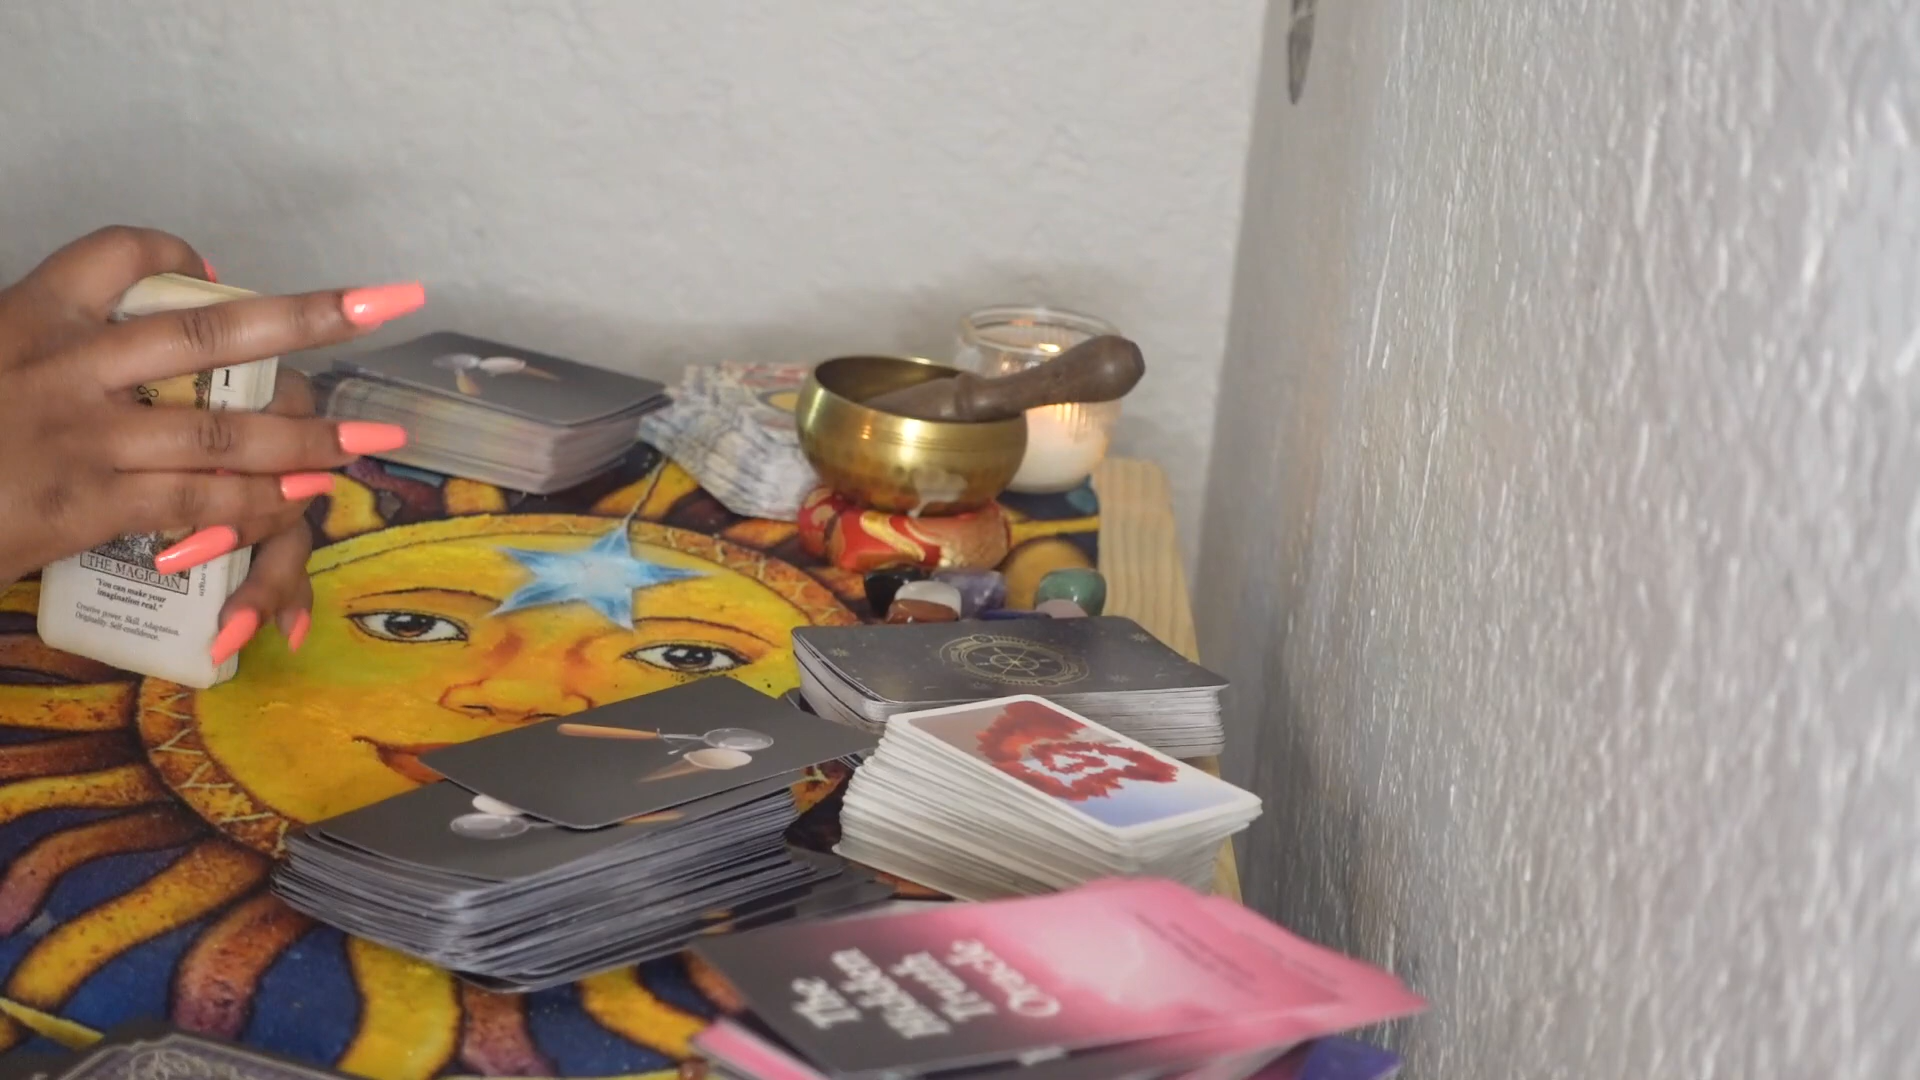 1
THE MAGICIAN
"You can make your
imagination real."
Creative power. Skill. Adaptation.
Originality. Self-confidence.
The
Hidden
Truth
Oracle